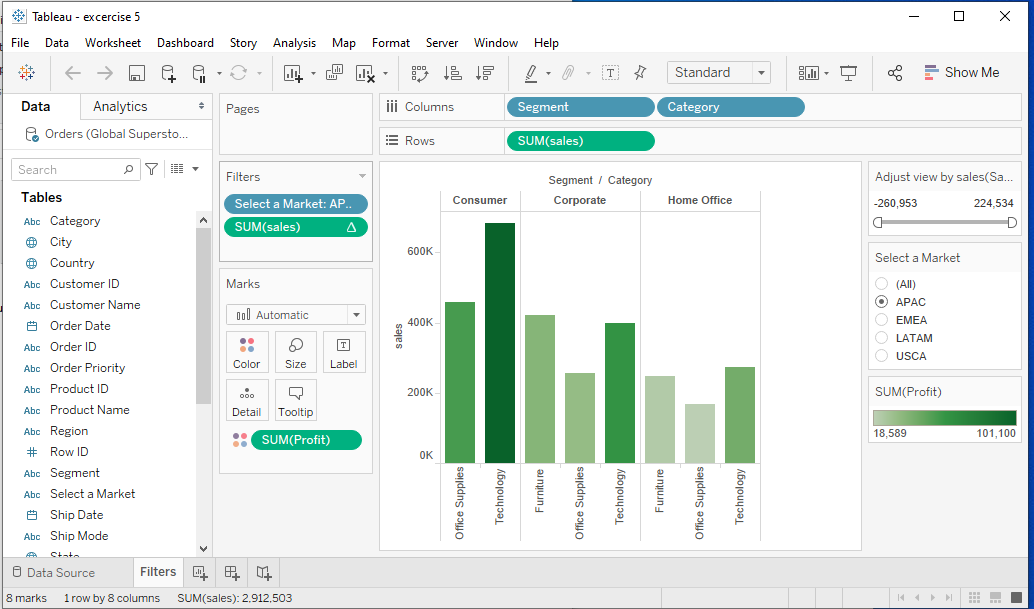 Tableau - excercise 5
File Data Worksheet Dashboard Story Analysis Map Format Server Window Help
Standard
Show Me
Data Analytics
Orders (Global Supersto...
Search
Tables
Abc Category
City
Country
Abc Customer ID
Abc Customer Name
Order Date
Abc Order ID
Abc Order Priority
Abc Product ID
Abc Product Name
Abc Region
Row ID
Abc Segment
Abc Select a Market
Ship Date
Abc Ship Mode
State
Pages
Filters
Select a Market: AP..
SUM(sales) Δ
Marks
Automatic
Color Size Label
Detail Tooltip
SUM(Profit)
Columns Segment Category
Rows SUM(sales)
Segment / Category
Consumer Corporate Home Office
600K
400K
200K
0K
sales
Office Supplies
Technology
Furniture
Office Supplies
Technology
Furniture
Office Supplies
Technology
Adjust view by sales(Sa...
-260,953 224,534
Select a Market
(All)
APAC
EMEA
LATAM
USCA
SUM(Profit)
18,589 101,100
Data Source Filters
8 marks 1 row by 8 columns SUM(sales): 2,912,503